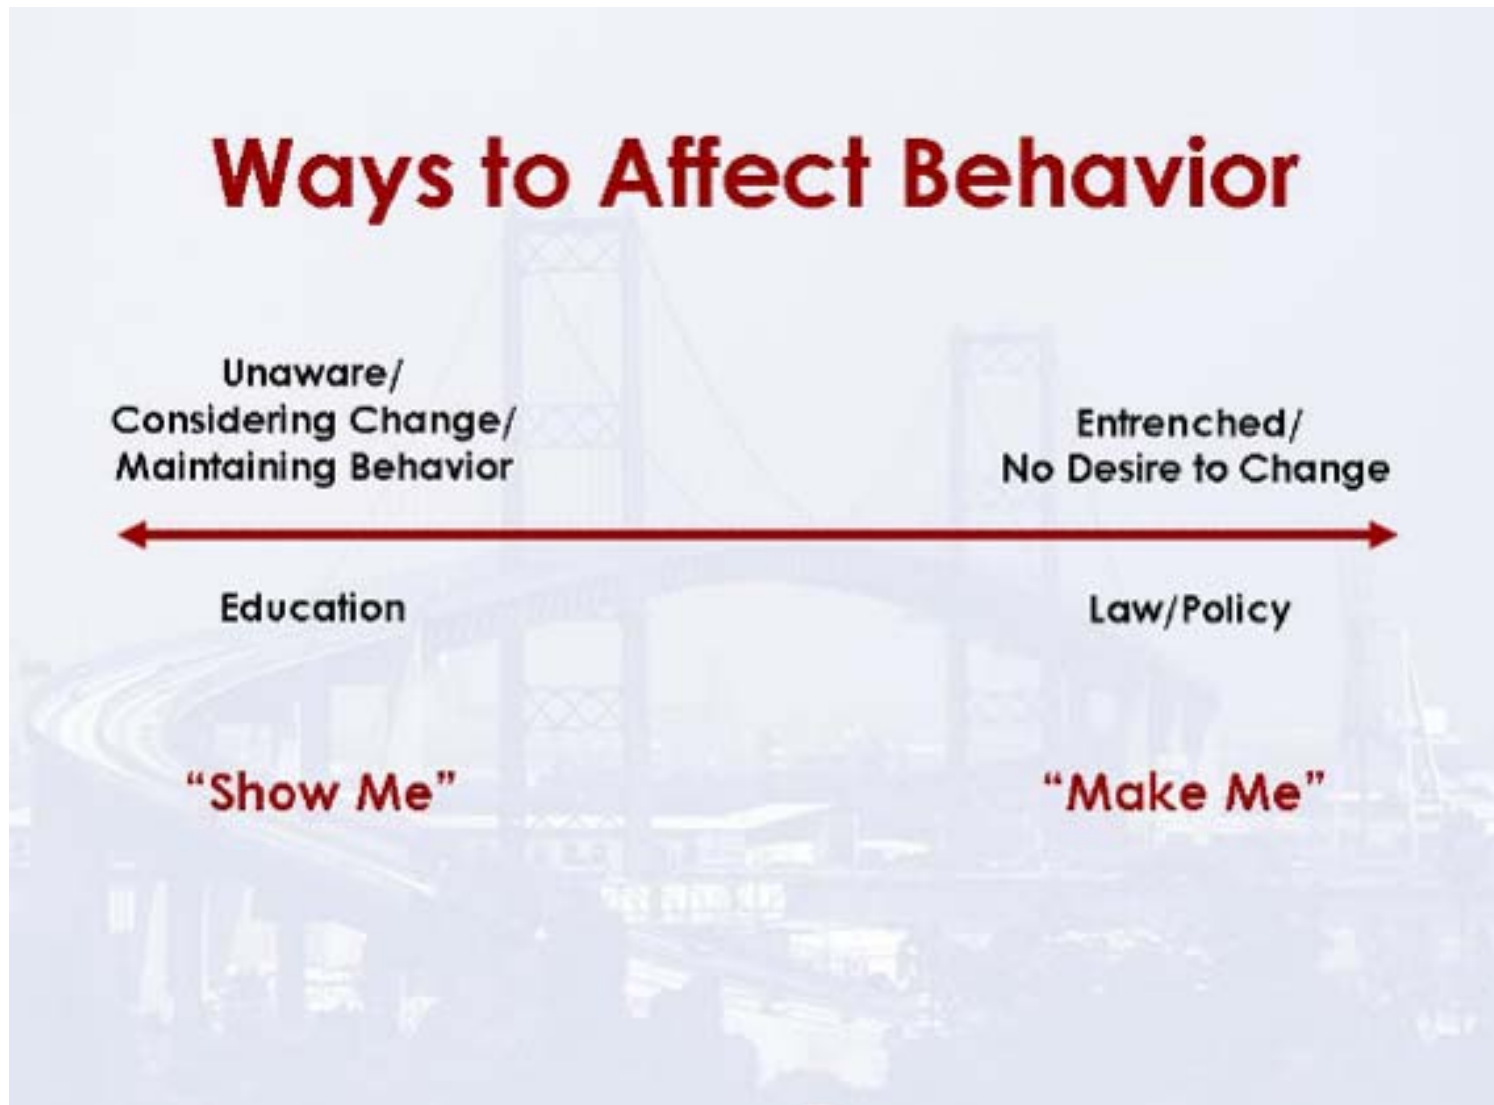 Ways to Affect Behavior
Unaware/
Considering Change/
Maintaining Behavior
Entrenched/
No Desire to Change
Education
Law/Policy
“Show Me”
“Make Me”